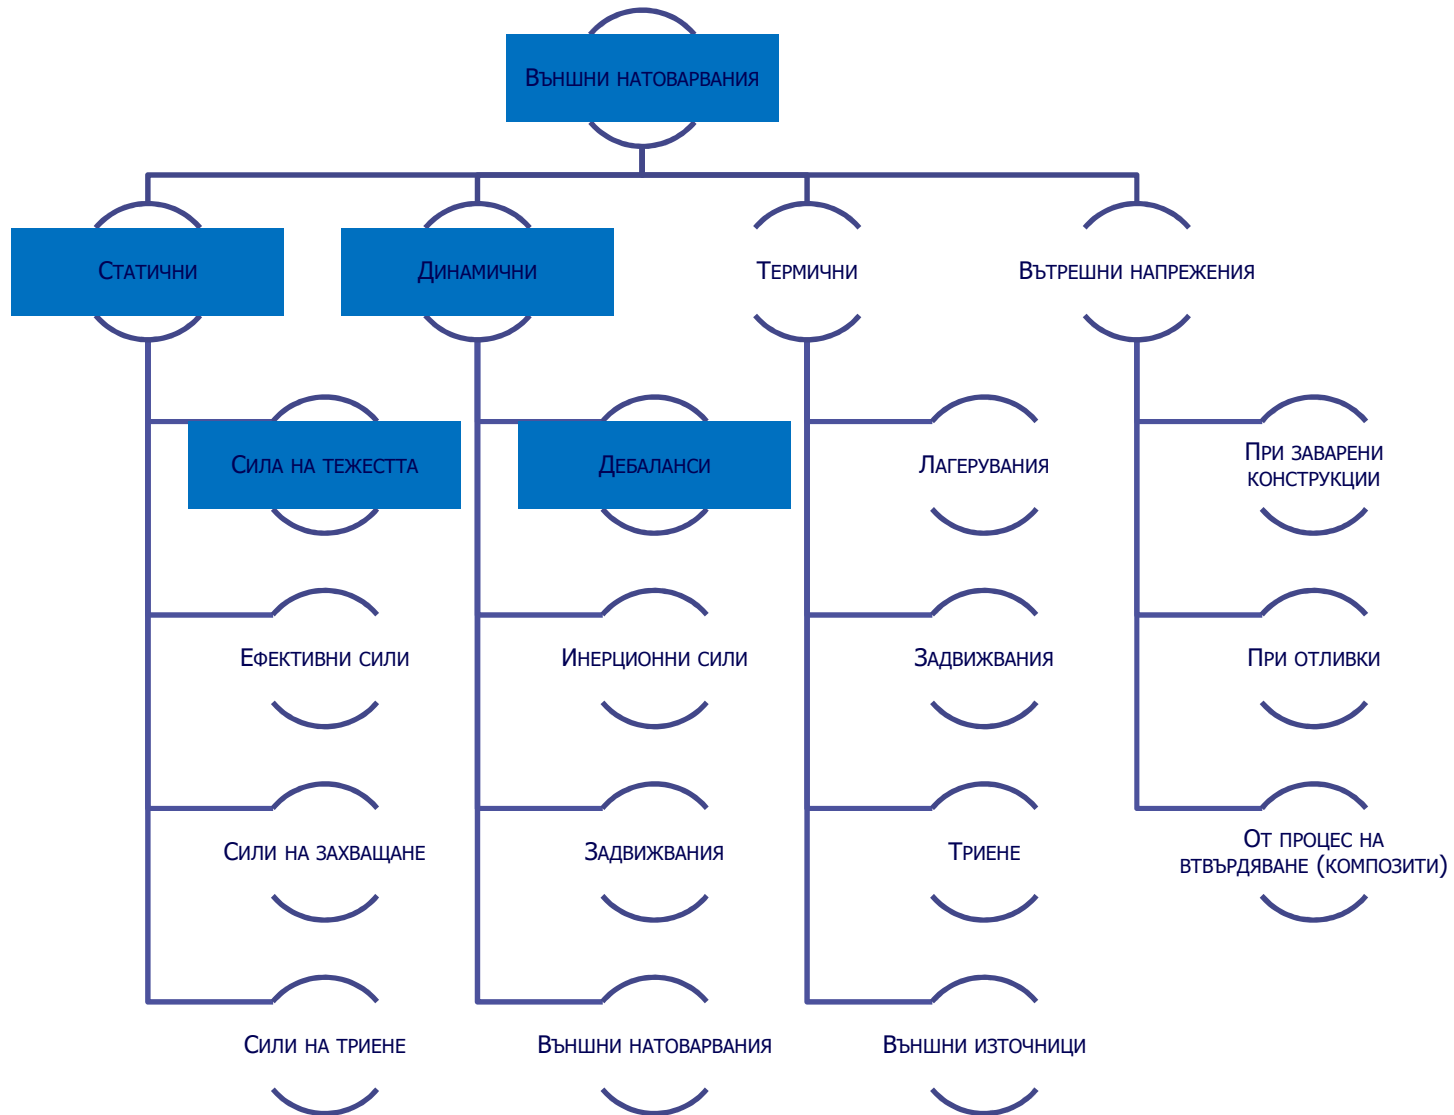 Външни натоварвания
Статични
Динамични
Термични
Вътрешни напрежения
Сила на тежестта
Дебаланси
Лагерувания
При заварени
конструкции
Ефективни сили
Инерционни сили
Задвижвания
При отливки
Сили на захващане
Задвижвания
Триене
От процес на
втвърдяване (композити)
Сили на триене
Външни натоварвания
Външни източници